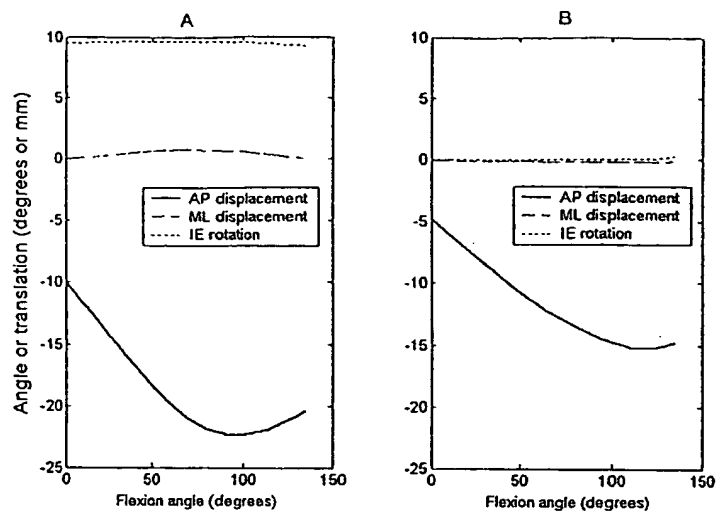 A
B
Angle or translation (degrees or mm)
10
5
0
-5
-10
-15
-20
-25
AP displacement
ML displacement
IE rotation
0
50
100
150
Flexion angle (degrees)
10
5
0
-5
-10
-15
-20
-25
AP displacement
ML displacement
IE rotation
0
50
100
150
Flexion angle (degrees)